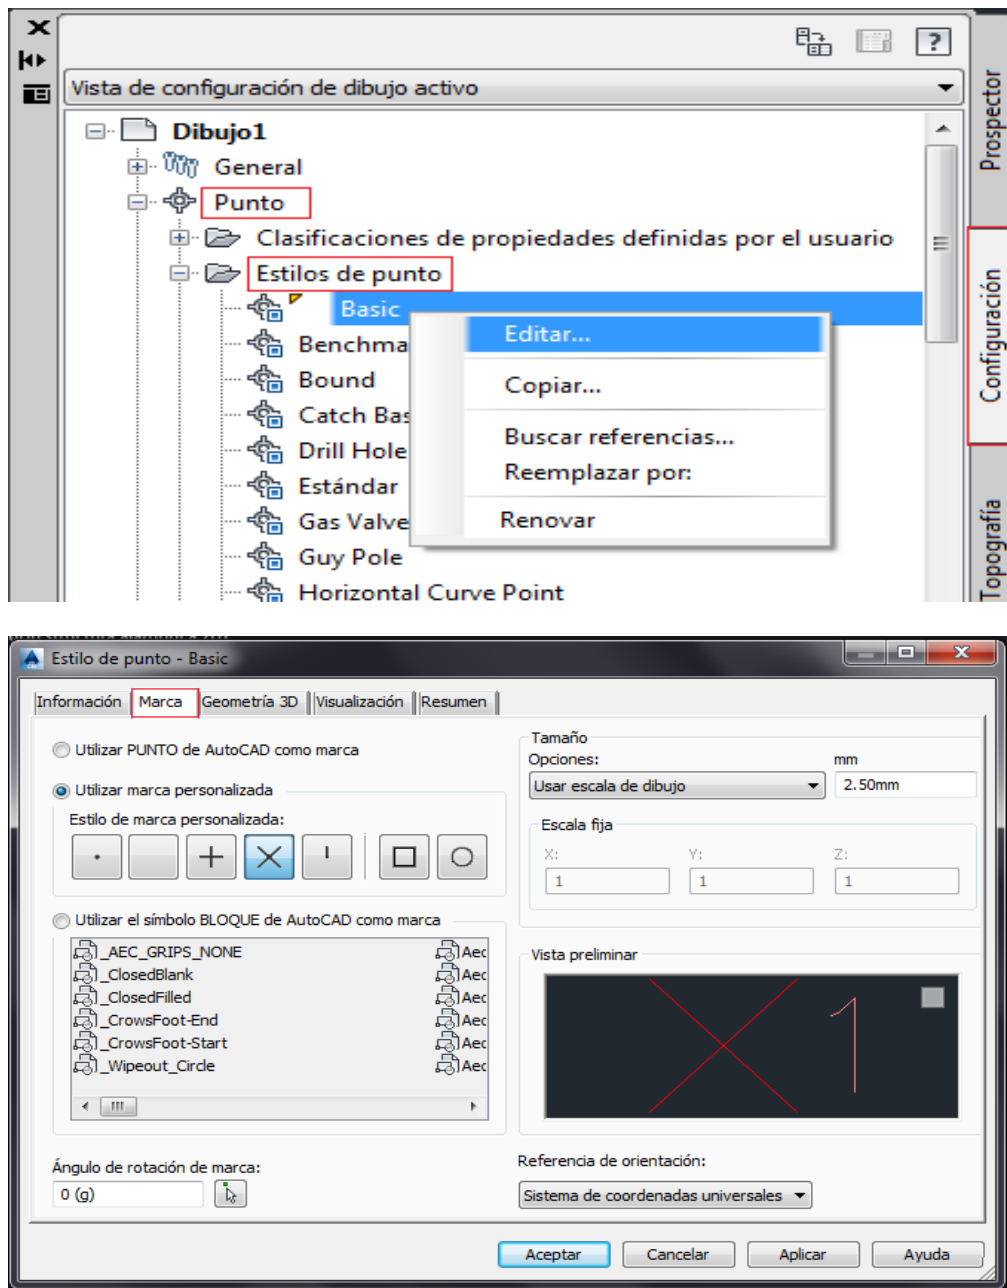 ?
Vista de configuración de dibujo activo
Prospector
Dibujo1
General
Punto
Clasificaciones de propiedades definidas por el usuario
Estilos de punto
Configuración
Basic
Editar...
Benchma
Bound
Copiar...
Catch Bas
Buscar referencias...
Drill Hole
Reemplazar por:
Estándar
Gas Valve
Renovar
Guy Pole
Topografía
Horizontal Curve Point
Estilo de punto - Basic
Información Marca Geometría 3D Visualización Resumen
Utilizar PUNTO de AutoCAD como marca
Utilizar marca personalizada
Estilo de marca personalizada:
Utilizar el símbolo BLOQUE de AutoCAD como marca
_AEC_GRIPS_NONE Aec
_ClosedBlank Aec
_ClosedFilled Aec
_CrowsFoot-End Aec
_CrowsFoot-Start Aec
_Wipeout_Circle Aec
Ángulo de rotación de marca:
0 (g)
Tamaño
Opciones: mm
Usar escala de dibujo 2.50mm
Escala fija
X: Y: Z:
1 1 1
Vista preliminar
1
Referencia de orientación:
Sistema de coordenadas universales
Aceptar Cancelar Aplicar Ayuda